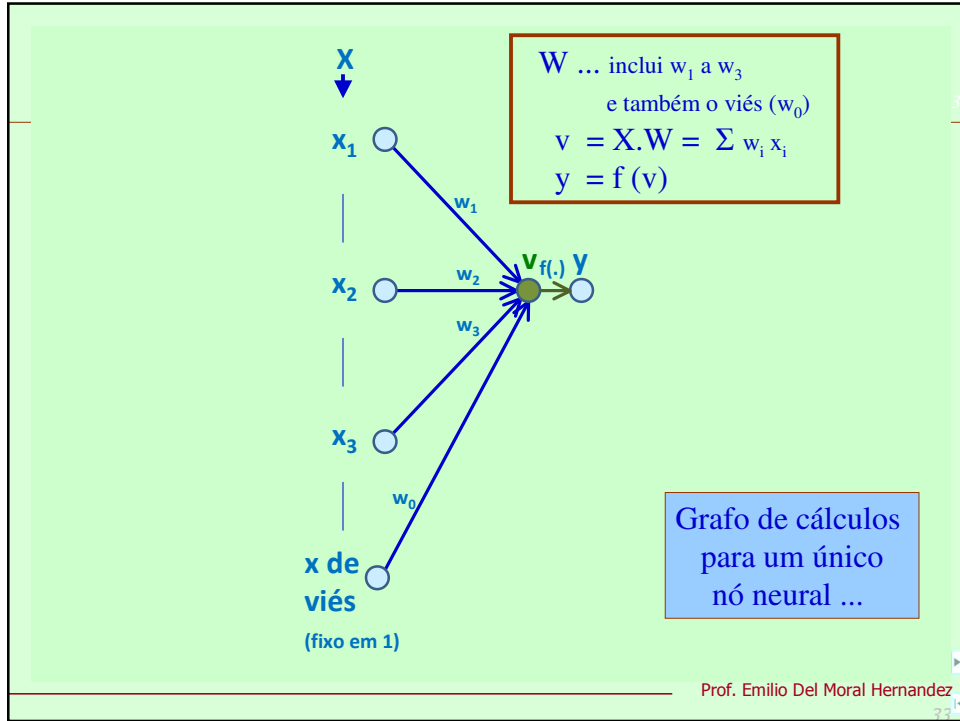 X
W ... inclui w₁ a w₃
e também o viés (w₀)
v = X.W = Σ wᵢ xᵢ
y = f (v)
x₁
w₁
x₂
w₂
v f(.) y
w₃
x₃
w₀
x de
viés
(fixo em 1)
Grafo de cálculos
para um único
nó neural ...
Prof. Emilio Del Moral Hernandez
33